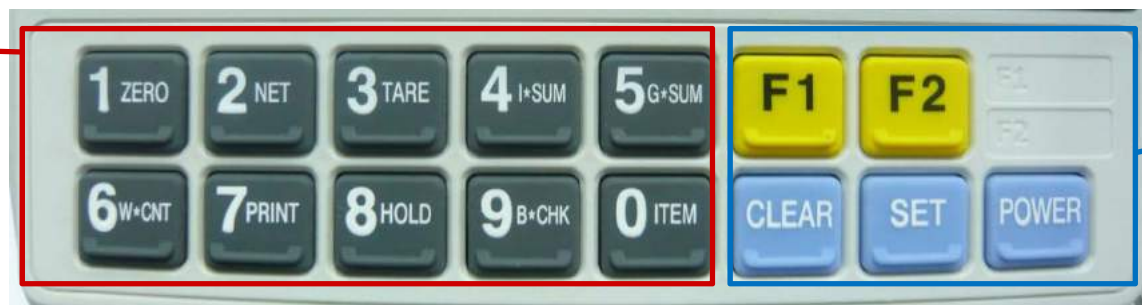 1 ZERO 2 NET 3 TARE 4 I*SUM 5 G*SUM F1 F2 F1
F2
6 W*CNT 7 PRINT 8 HOLD 9 B*CHK 0 ITEM CLEAR SET POWER